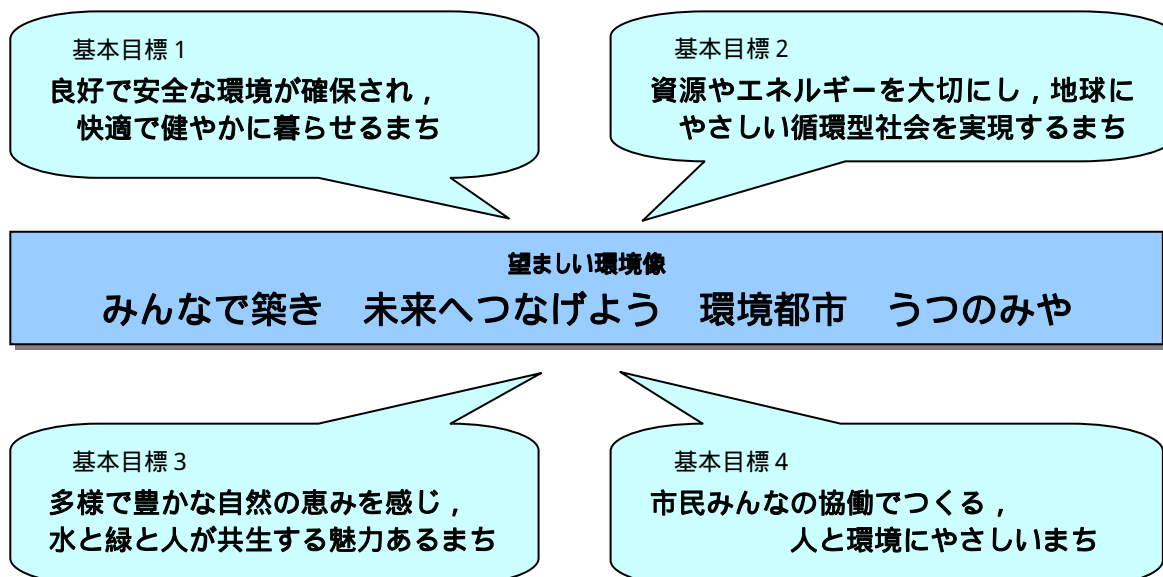 基本目標1
良好で安全な環境が確保され，
快適で健やかに暮らせるまち
基本目標2
資源やエネルギーを大切にし，地球に
やさしい循環型社会を実現するまち
望ましい環境像
みんなで築き　未来へつなげよう　環境都市　うつのみや
基本目標3
多様で豊かな自然の恵みを感じ，
水と緑と人が共生する魅力あるまち
基本目標4
市民みんなの協働でつくる，
人と環境にやさしいまち